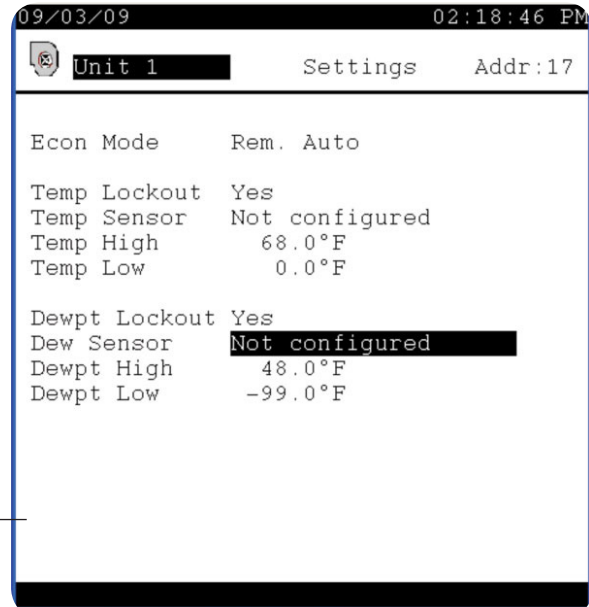 09/03/09 02:18:46 PM
Unit 1 Settings Addr:17
Econ Mode Rem. Auto
Temp Lockout Yes
Temp Sensor Not configured
Temp High 68.0°F
Temp Low 0.0°F
Dewpt Lockout Yes
Dew Sensor Not configured
Dewpt High 48.0°F
Dewpt Low -99.0°F